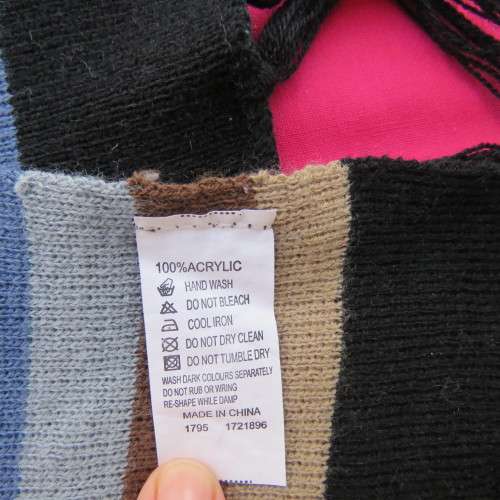 100%ACRYLIC
HAND WASH
DO NOT BLEACH
COOL IRON
DO NOT DRY CLEAN
DO NOT TUMBLE DRY
WASH DARK COLOURS SEPARATELY
DO NOT RUB OR WRING
RE-SHAPE WHILE DAMP
MADE IN CHINA
1795 1721896